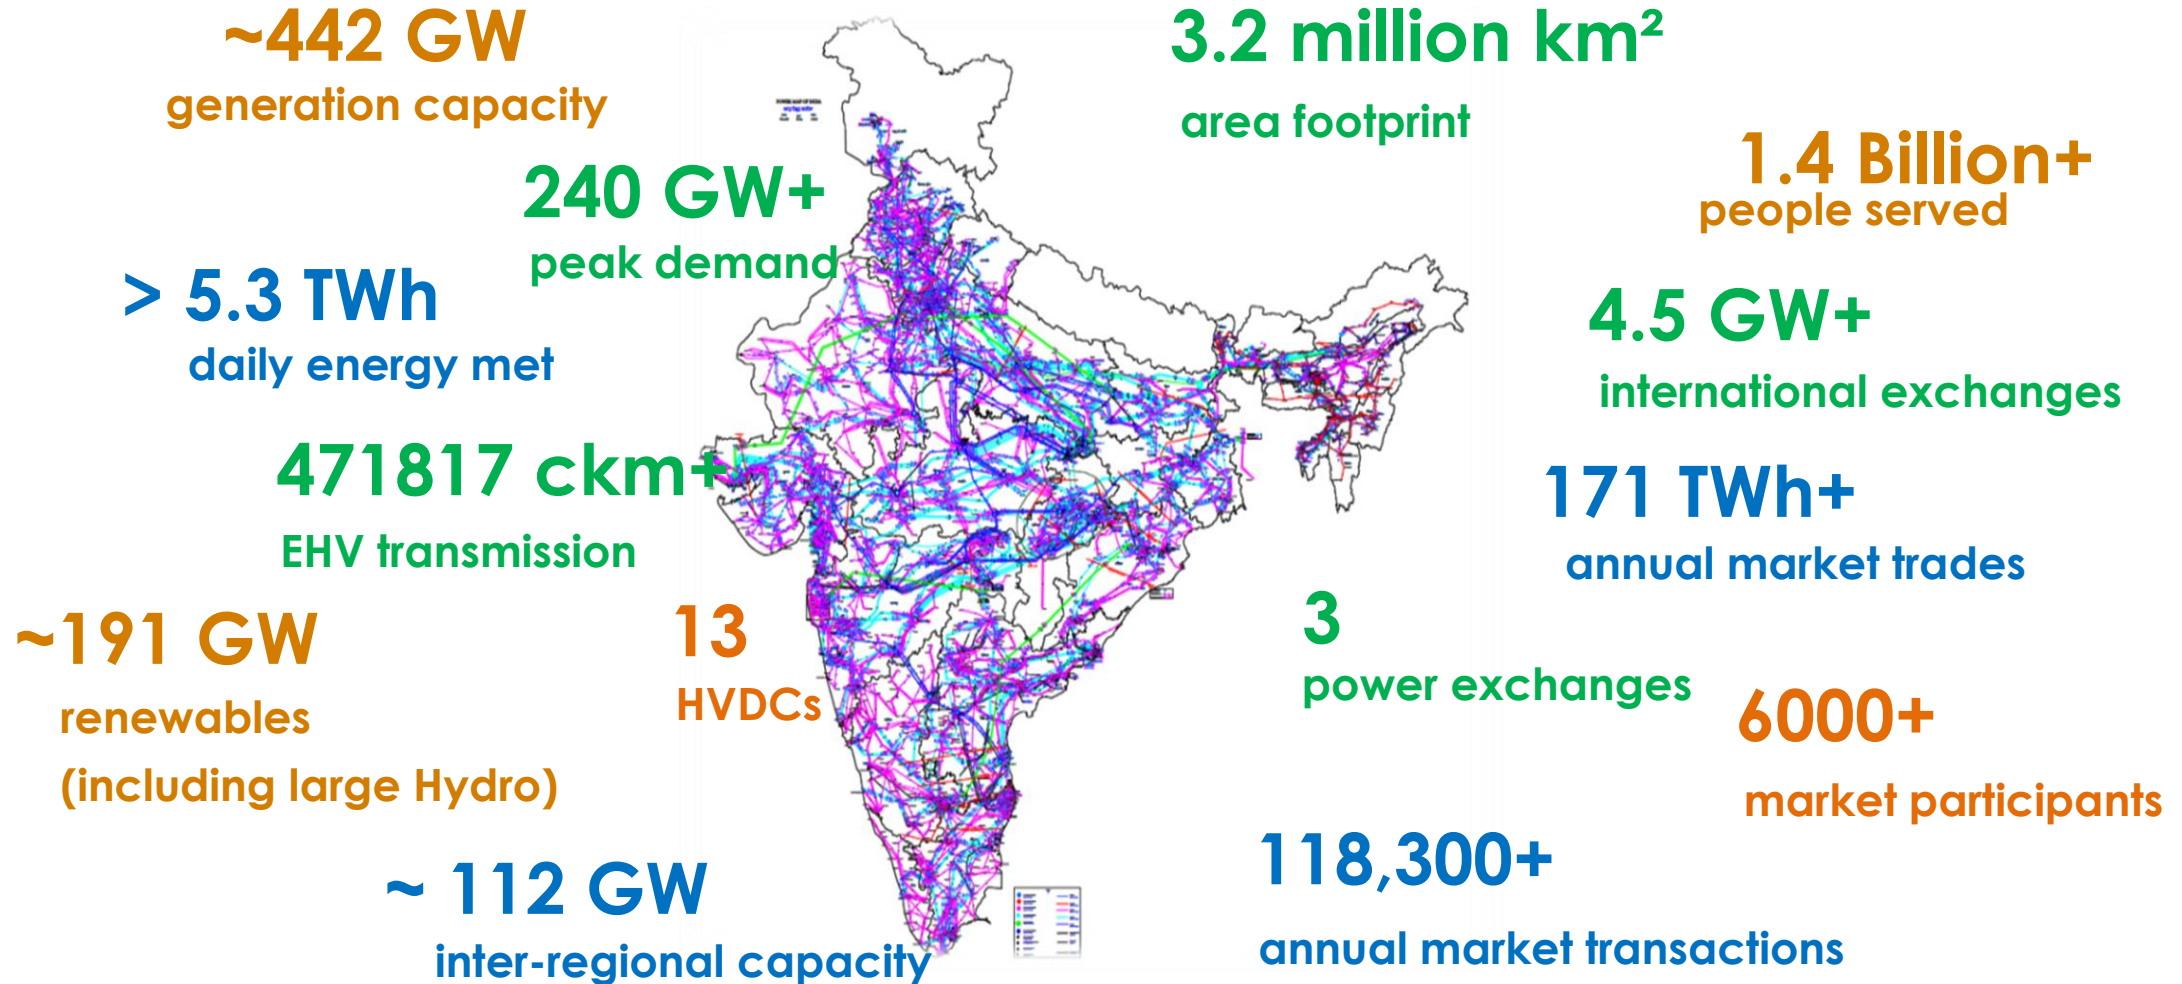 ~442 GW
generation capacity
3.2 million km²
area footprint
1.4 Billion+
people served
240 GW+
peak demand
> 5.3 TWh
daily energy met
4.5 GW+
international exchanges
471817 ckm+
EHV transmission
171 TWh+
annual market trades
~191 GW
renewables
(including large Hydro)
13
HVDCs
3
power exchanges
6000+
market participants
~ 112 GW
inter-regional capacity
118,300+
annual market transactions